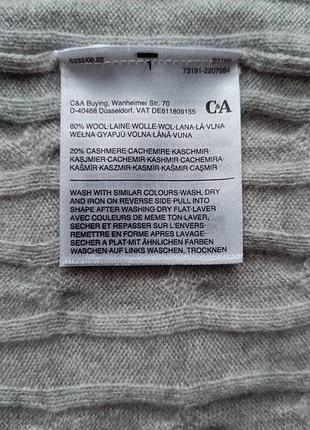 5333/06.22
1
73191-2207984
C&A Buying, Wanheimer Str. 70
D-40468 Düsseldorf, VAT DE811809155
C&A
80% WOOL-LAINE-WOLLE-WOL-LANA-LÃ-VLNA-
WEŁNA-GYAPJÚ-VOLNA-LÂNĂ-VUNA
20% CASHMERE-CACHEMIRE-KASCHMIR-
KASJMIER-CACHEMIR-KASHMIR-CACHEMIRA-
KAŠMÍR-KASZMIR-KASMÍR-KAŠMIR-CAŞMIR
WASH WITH SIMILAR COLOURS-WASH, DRY
AND IRON ON REVERSE SIDE-PULL INTO
SHAPE AFTER WASHING-DRY FLAT-LAVER
AVEC COULEURS DE MEME TON-LAVER,
SECHER ET REPASSER SUR L'ENVERS-
REMETTRE EN FORME APRES LAVAGE-
SECHER A PLAT-MIT ÄHNLICHEN FARBEN
WASCHEN-AUF LINKS WASCHEN, TROCKNEN